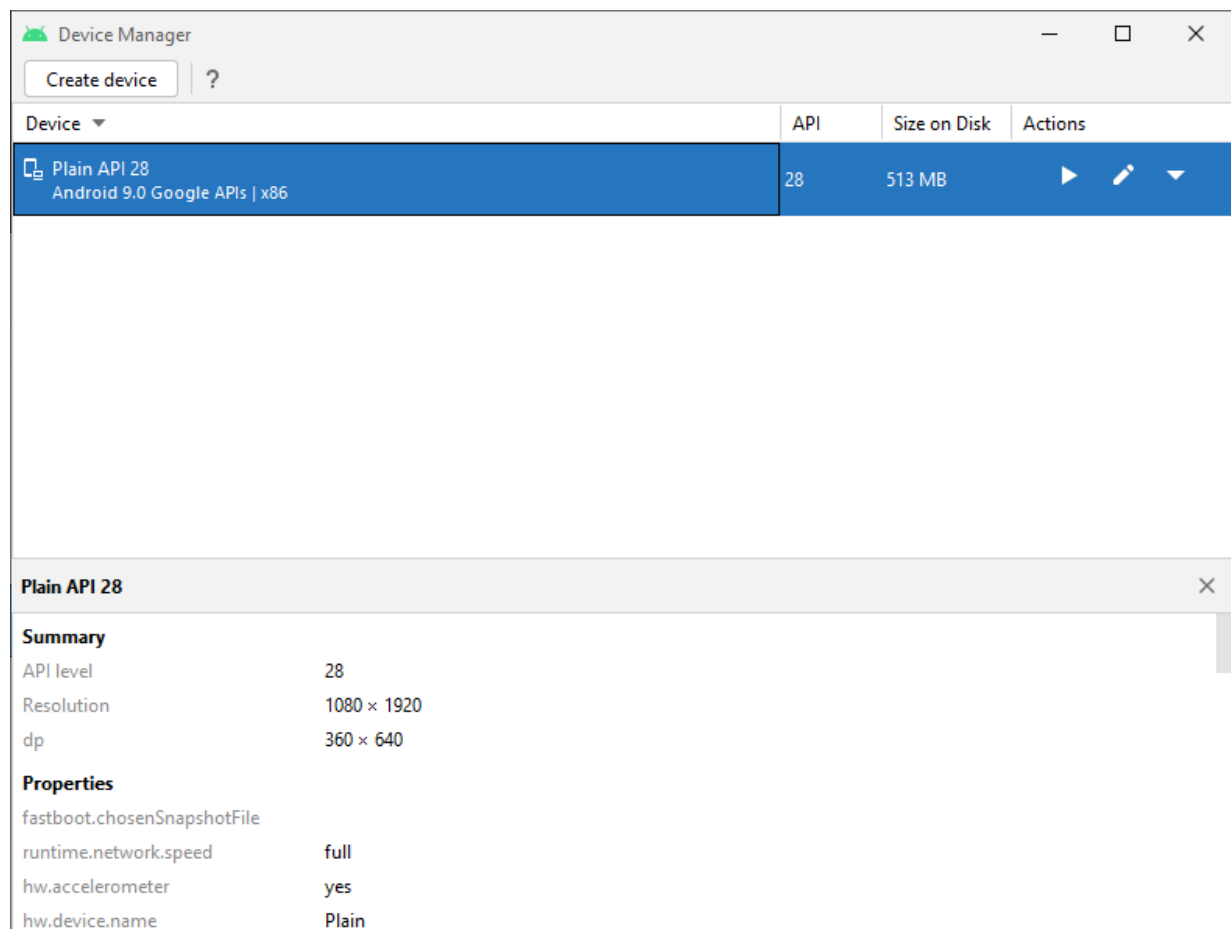 Device Manager
Create device ?
Device API Size on Disk Actions
Plain API 28
Android 9.0 Google APIs | x86
28 513 MB
Plain API 28
Summary
API level 28
Resolution 1080 × 1920
dp 360 × 640
Properties
fastboot.chosenSnapshotFile
runtime.network.speed full
hw.accelerometer yes
hw.device.name Plain